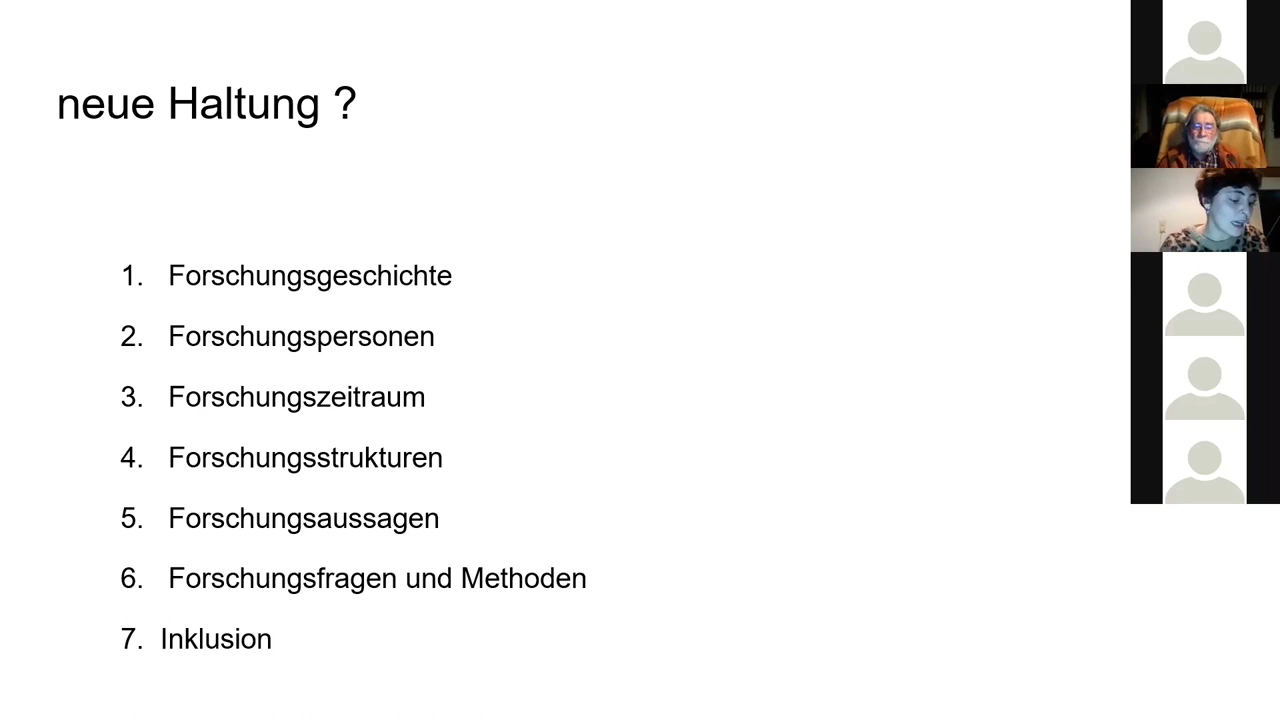 neue Haltung ?
1. Forschungsgeschichte
2. Forschungspersonen
3. Forschungszeitraum
4. Forschungsstrukturen
5. Forschungsaussagen
6. Forschungsfragen und Methoden
7. Inklusion